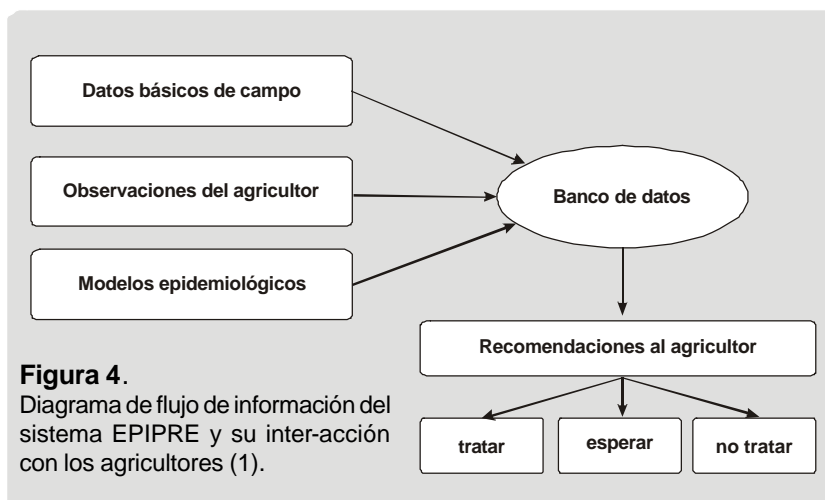 Datos básicos de campo
Observaciones del agricultor
Banco de datos
Modelos epidemiológicos
Recomendaciones al agricultor
tratar
esperar
no tratar
Figura 4.
Diagrama de flujo de información del
sistema EPIPRE y su inter-acción
con los agricultores (1).